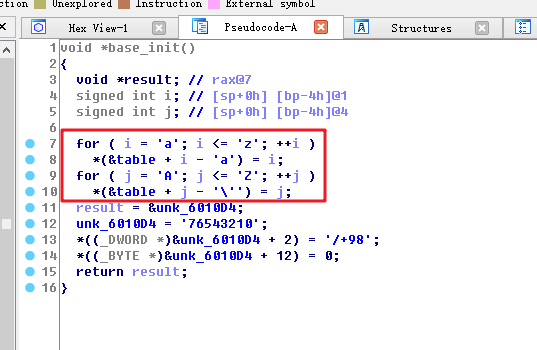 ction Unexplored Instruction External symbol
Hex View-1 Pseudocode-A Structures
1 void *base_init()
2 {
3 void *result; // rax@7
4 signed int i; // [sp+0h] [bp-4h]@1
5 signed int j; // [sp+0h] [bp-4h]@4
6
7 for ( i = 'a'; i <= 'z'; ++i )
8 *(&table + i - 'a') = i;
9 for ( j = 'A'; j <= 'Z'; ++j )
10 *(&table + j - '\'') = j;
11 result = &unk_6010D4;
12 unk_6010D4 = '76543210';
13 *((_DWORD *)&unk_6010D4 + 2) = '/+98';
14 *((_BYTE *)&unk_6010D4 + 12) = 0;
15 return result;
16 }